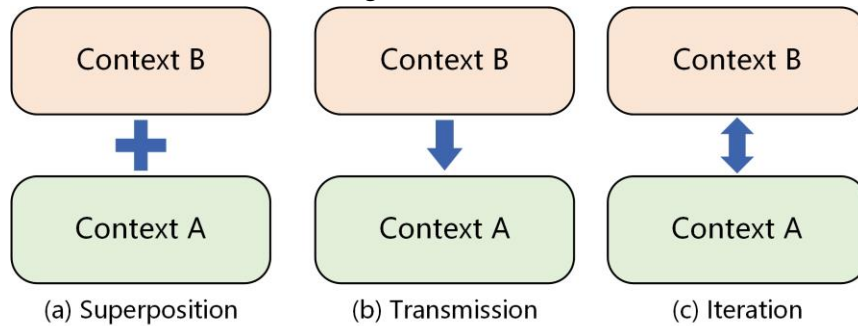 Context B Context B Context B
Context A Context A Context A
(a) Superposition (b) Transmission (c) Iteration